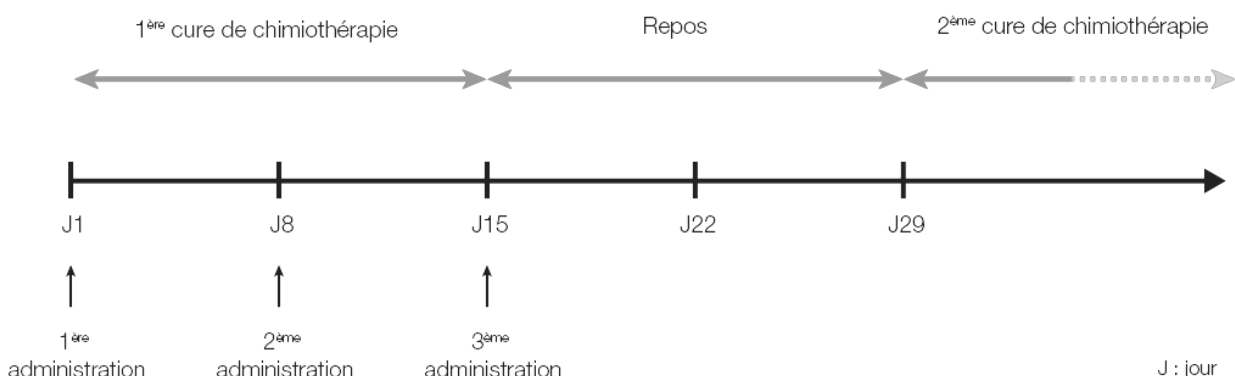 1ère cure de chimiothérapie Repos 2ème cure de chimiothérapie
J1 J8 J15 J22 J29
1ère 2ème 3ème
administration administration administration J : jour